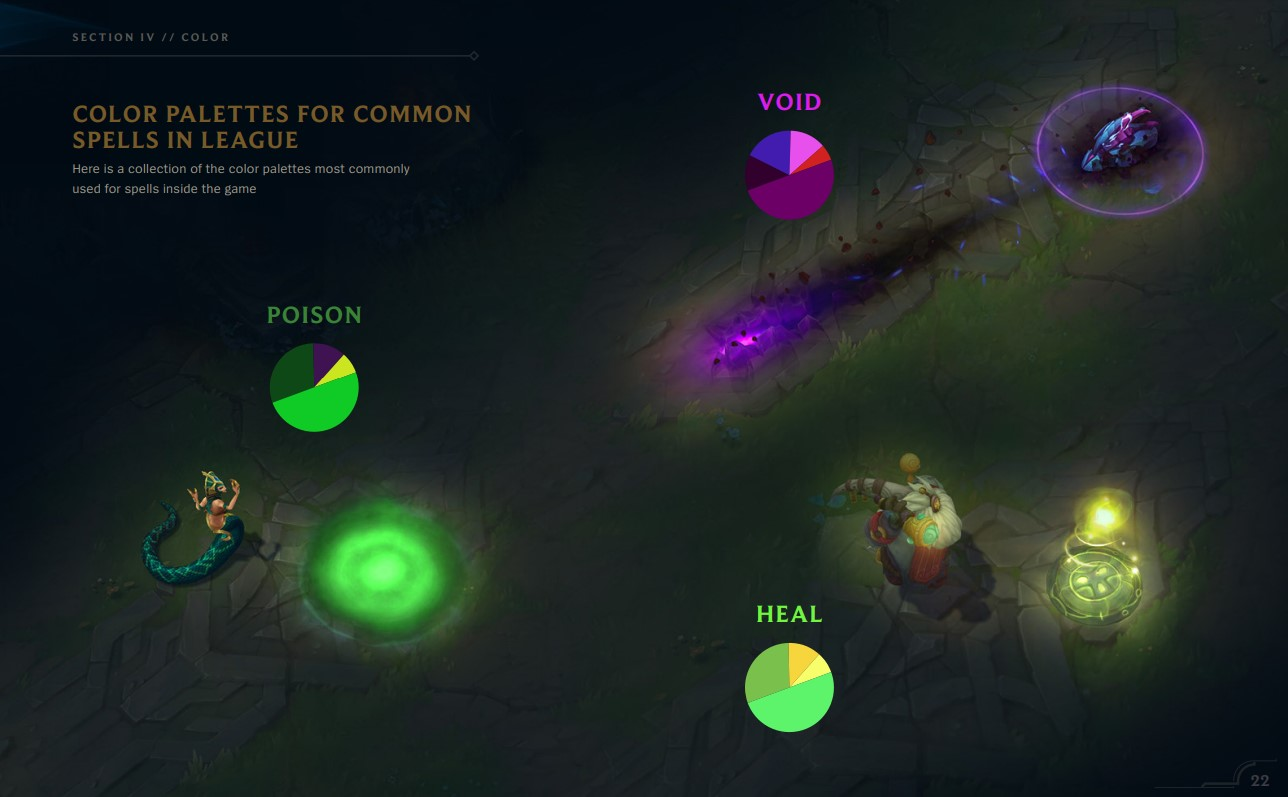 SECTION IV // COLOR
COLOR PALETTES FOR COMMON
SPELLS IN LEAGUE
Here is a collection of the color palettes most commonly
used for spells inside the game
VOID
POISON
HEAL
22